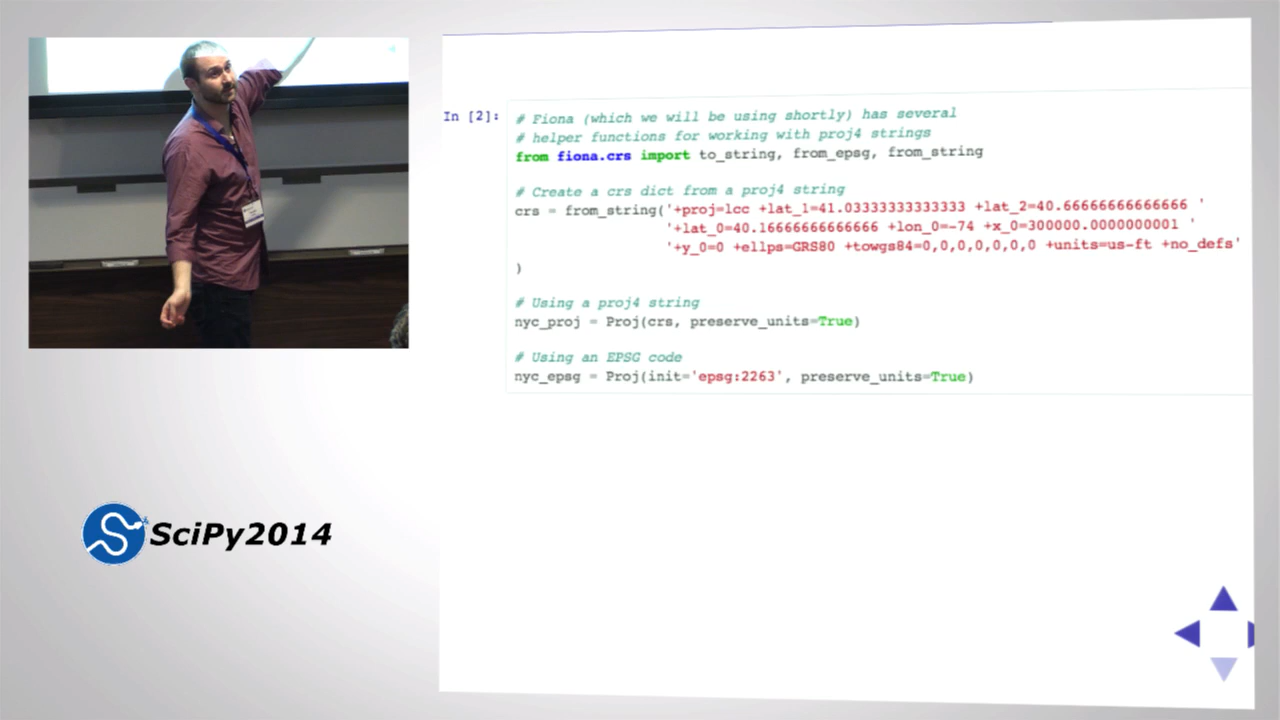 In [2]:
# Fiona (which we will be using shortly) has several
# helper functions for working with proj4 strings
from fiona.crs import to_string, from_epsg, from_string
# Create a crs dict from a proj4 string
crs = from_string('+proj=lcc +lat_1=41.03333333333333 +lat_2=40.66666666666666 '
'+lat_0=40.16666666666666 +lon_0=-74 +x_0=300000.0000000001 '
'+y_0=0 +ellps=GRS80 +towgs84=0,0,0,0,0,0,0 +units=us-ft +no_defs'
)
# Using a proj4 string
nyc_proj = Proj(crs, preserve_units=True)
# Using an EPSG code
nyc_epsg = Proj(init='epsg:2263', preserve_units=True)
SciPy2014